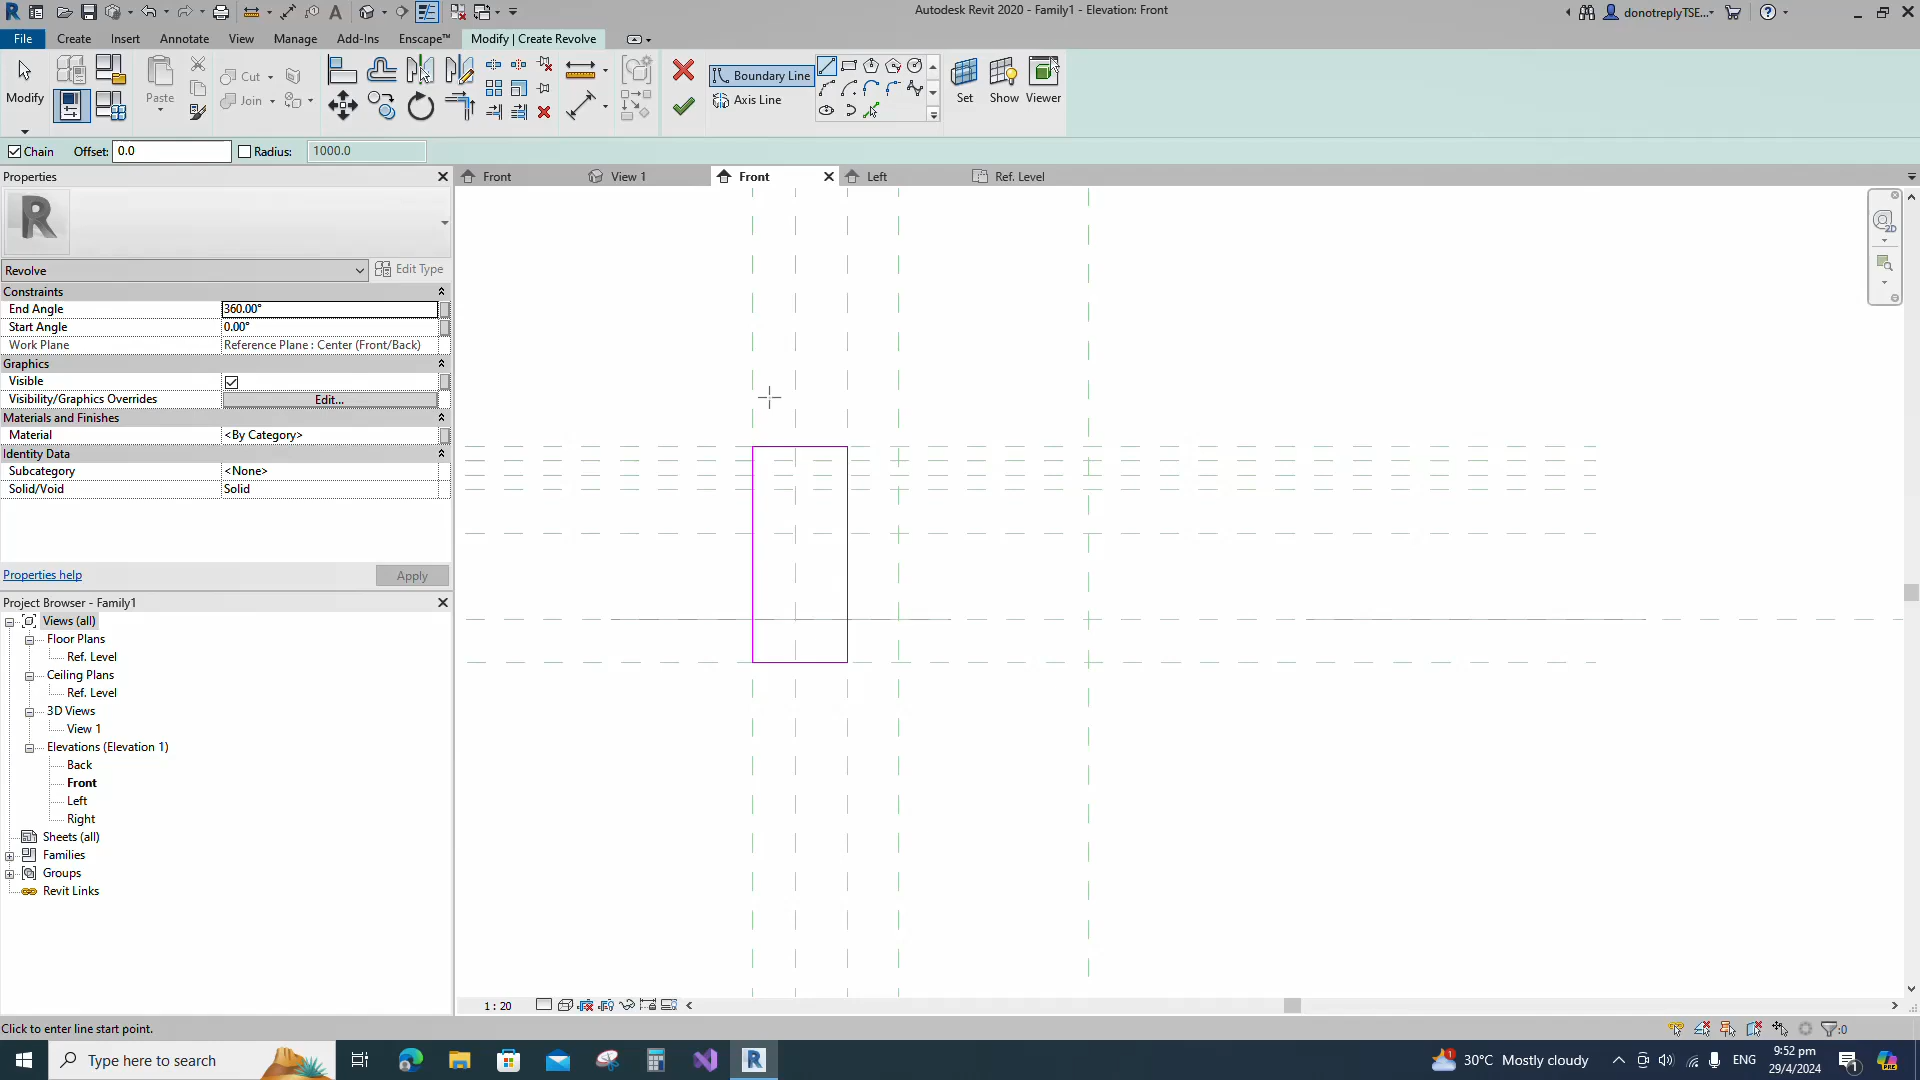 Autodesk Revit 2020 - Family1 - Elevation: Front
donotreplyTSE...
File
Create
Insert
Annotate
View
Manage
Add-Ins
Enscape™
Modify | Create Revolve
Modify
Paste
Cut
Join
Boundary Line
Axis Line
Set
Show
Viewer
Chain
Offset:
0.0
Radius:
1000.0
Properties
Front
View 1
Front
Left
Ref. Level
Revolve
Edit Type
Constraints
End Angle
360.00°
Start Angle
0.00°
Work Plane
Reference Plane : Center (Front/Back)
Graphics
Visible
Visibility/Graphics Overrides
Edit...
Materials and Finishes
Material
<By Category>
Identity Data
Subcategory
<None>
Solid/Void
Solid
Properties help
Apply
Project Browser - Family1
Views (all)
Floor Plans
Ref. Level
Ceiling Plans
Ref. Level
3D Views
View 1
Elevations (Elevation 1)
Back
Front
Left
Right
Sheets (all)
Families
Groups
Revit Links
1 : 20
Click to enter line start point.
:0
Type here to search
30°C Mostly cloudy
ENG
9:52 pm
29/4/2024
1